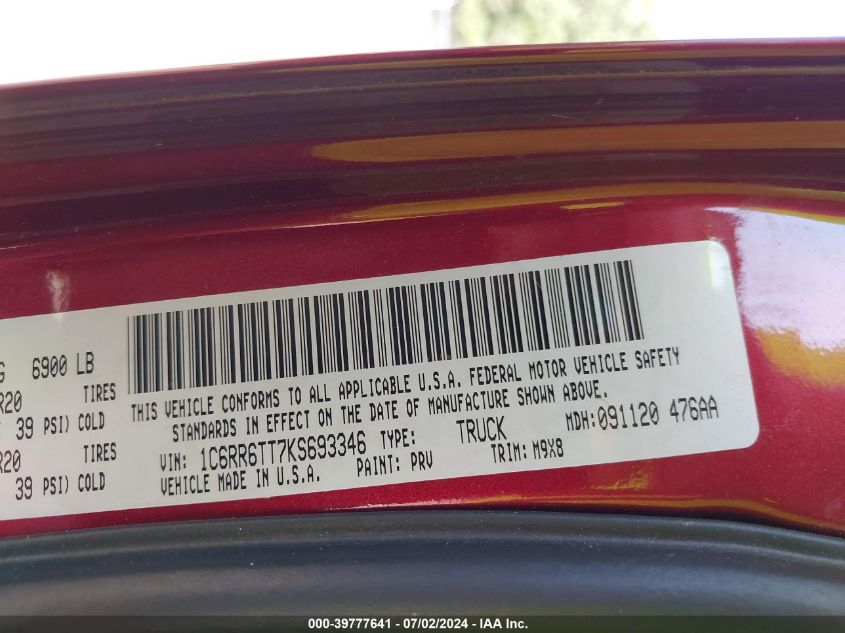 G 6900 LB
R20 TIRES
39 PSI) COLD
R20 TIRES
39 PSI) COLD
THIS VEHICLE CONFORMS TO ALL APPLICABLE U.S.A. FEDERAL MOTOR VEHICLE SAFETY
STANDARDS IN EFFECT ON THE DATE OF MANUFACTURE SHOWN ABOVE.
VIN: 1C6RR6TT7KS693346 TYPE: TRUCK MDH:091120 476AA
VEHICLE MADE IN U.S.A. PAINT: PRV TRIM: M9X8
000-39777641 / 07/02/2024 - IAA Inc.